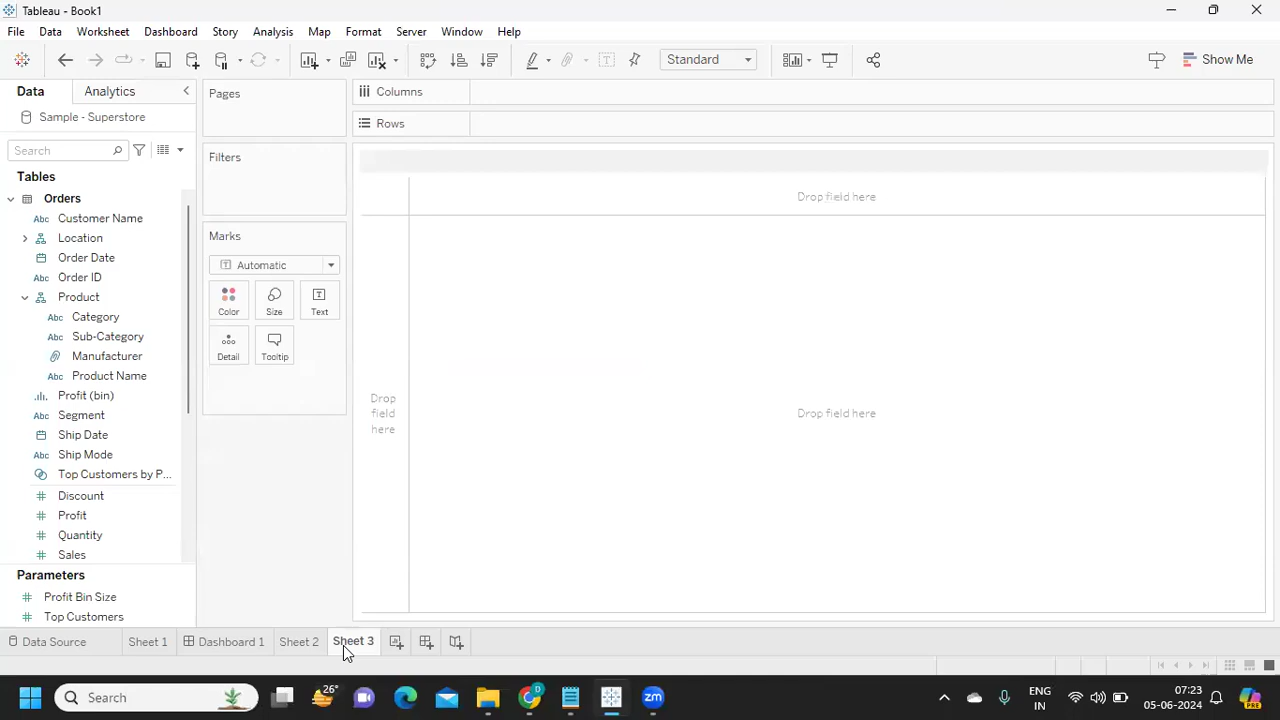 Tableau - Book1
File Data Worksheet Dashboard Story Analysis Map Format Server Window Help
Standard
Show Me
Data Analytics
Sample - Superstore
Search
Tables
Orders
Customer Name
Location
Order Date
Order ID
Product
Category
Sub-Category
Manufacturer
Product Name
Profit (bin)
Segment
Ship Date
Ship Mode
Top Customers by P...
Discount
Profit
Quantity
Sales
Parameters
Profit Bin Size
Top Customers
Pages
Filters
Marks
Automatic
Color Size Text
Detail Tooltip
Columns
Rows
Drop field here
Drop
field
here
Drop field here
Data Source Sheet 1 Dashboard 1 Sheet 2 Sheet 3
Search
26°
ENG
IN
07:23
05-06-2024